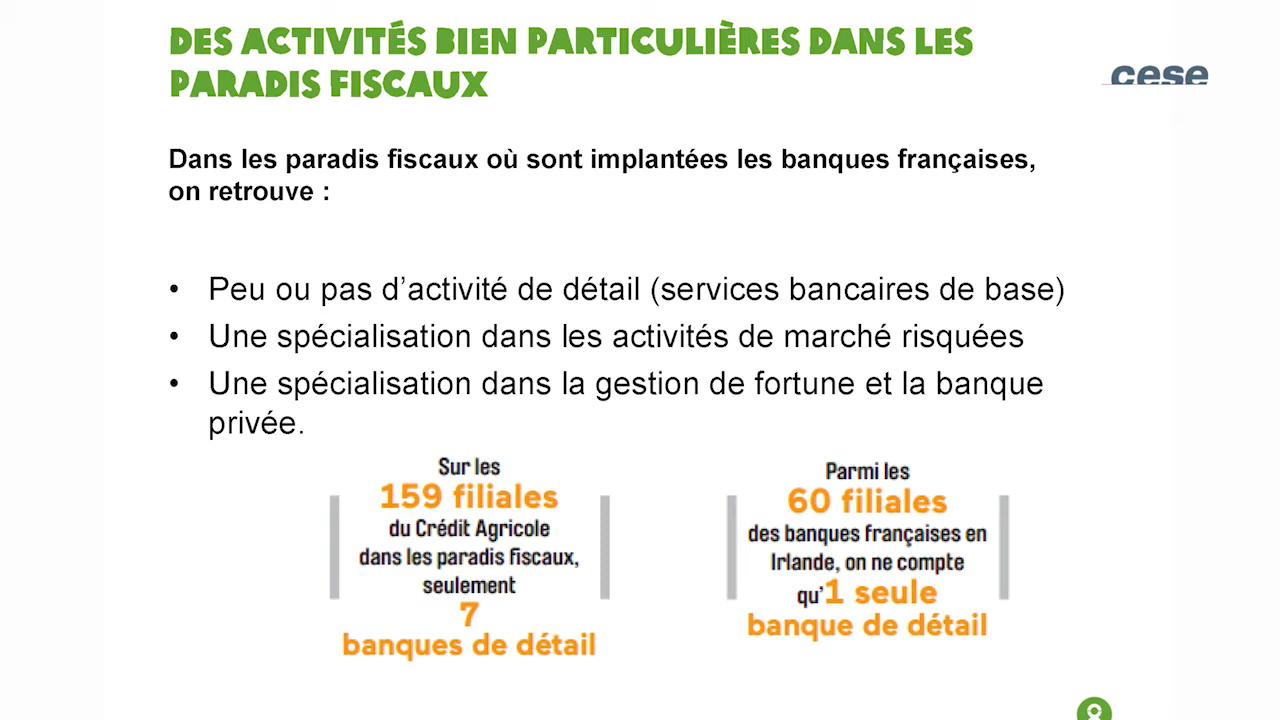 DES ACTIVITÉS BIEN PARTICULIÈRES DANS LES
PARADIS FISCAUX
cese
Dans les paradis fiscaux où sont implantées les banques françaises,
on retrouve :
• Peu ou pas d’activité de détail (services bancaires de base)
• Une spécialisation dans les activités de marché risquées
• Une spécialisation dans la gestion de fortune et la banque
privée.
Sur les
159 filiales
du Crédit Agricole
dans les paradis fiscaux,
seulement
7
banques de détail
Parmi les
60 filiales
des banques françaises en
Irlande, on ne compte
qu’1 seule
banque de détail